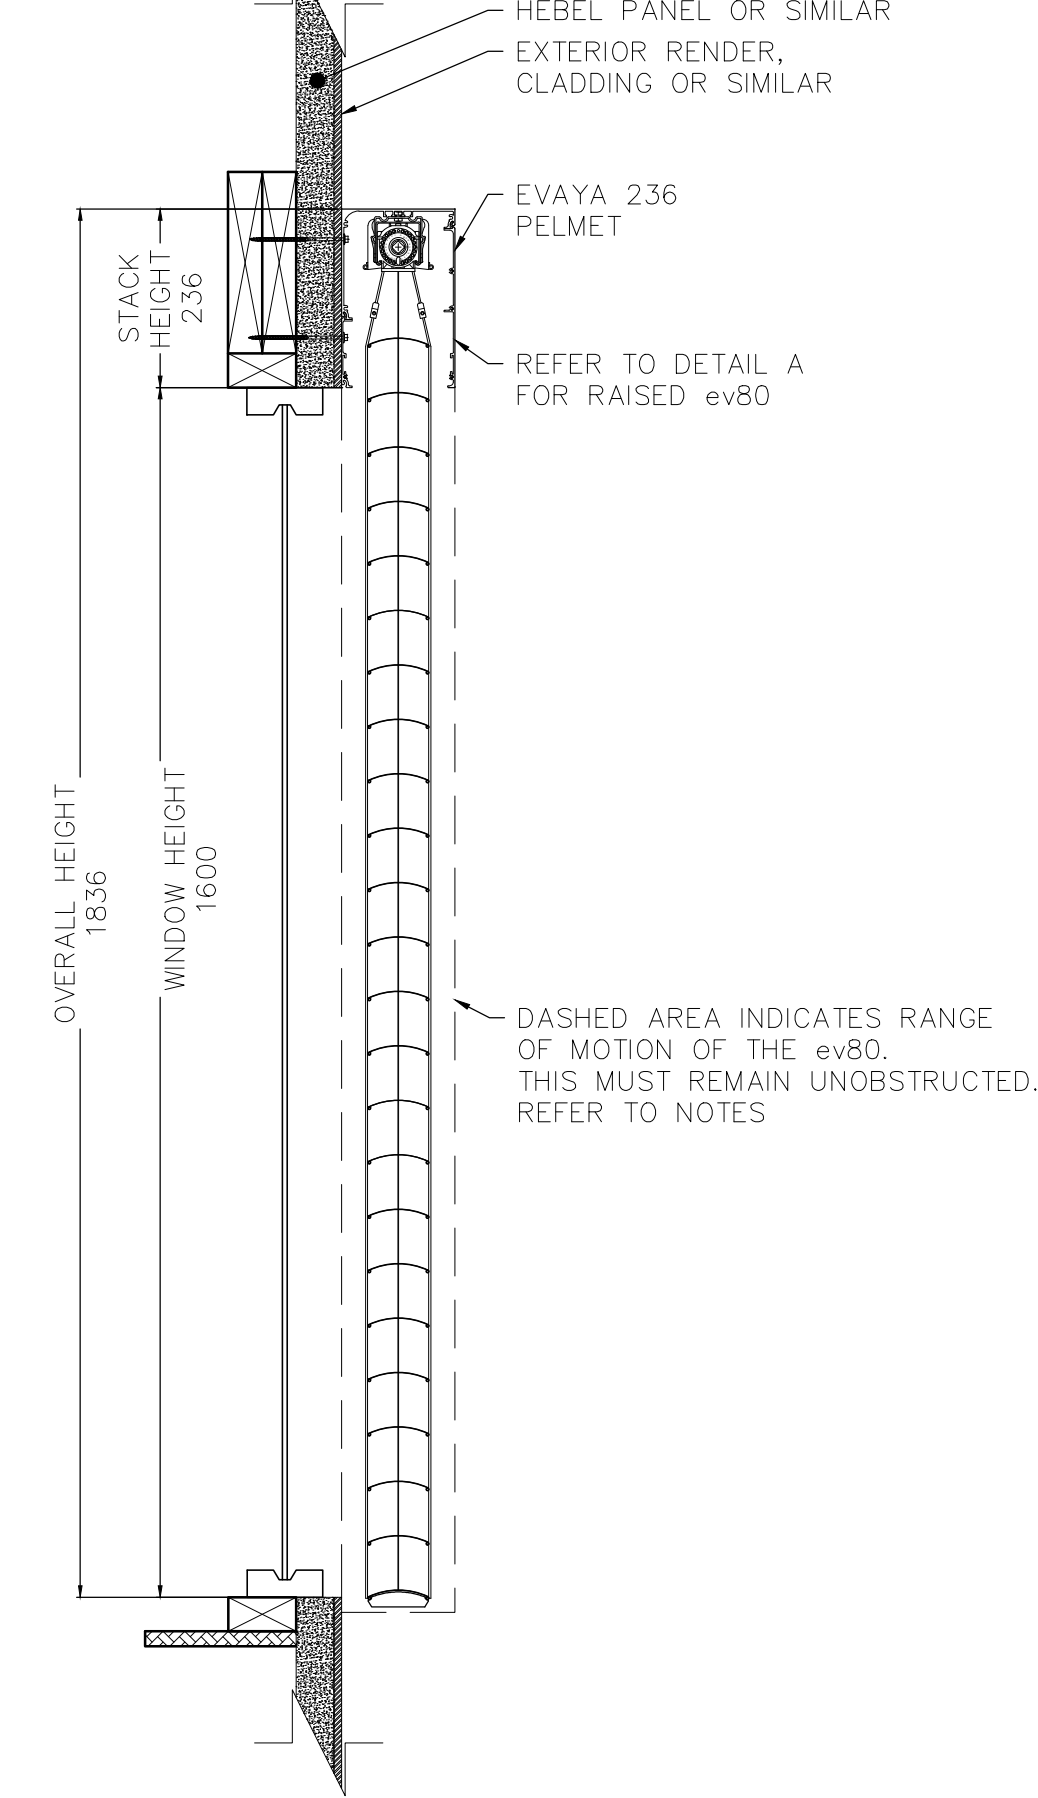 HEBEL PANEL OR SIMILAR
EXTERIOR RENDER,
CLADDING OR SIMILAR
EVAYA 236
PELMET
STACK
HEIGHT
236
REFER TO DETAIL A
FOR RAISED ev80
OVERALL HEIGHT
1836
WINDOW HEIGHT
1600
DASHED AREA INDICATES RANGE
OF MOTION OF THE ev80.
THIS MUST REMAIN UNOBSTRUCTED.
REFER TO NOTES